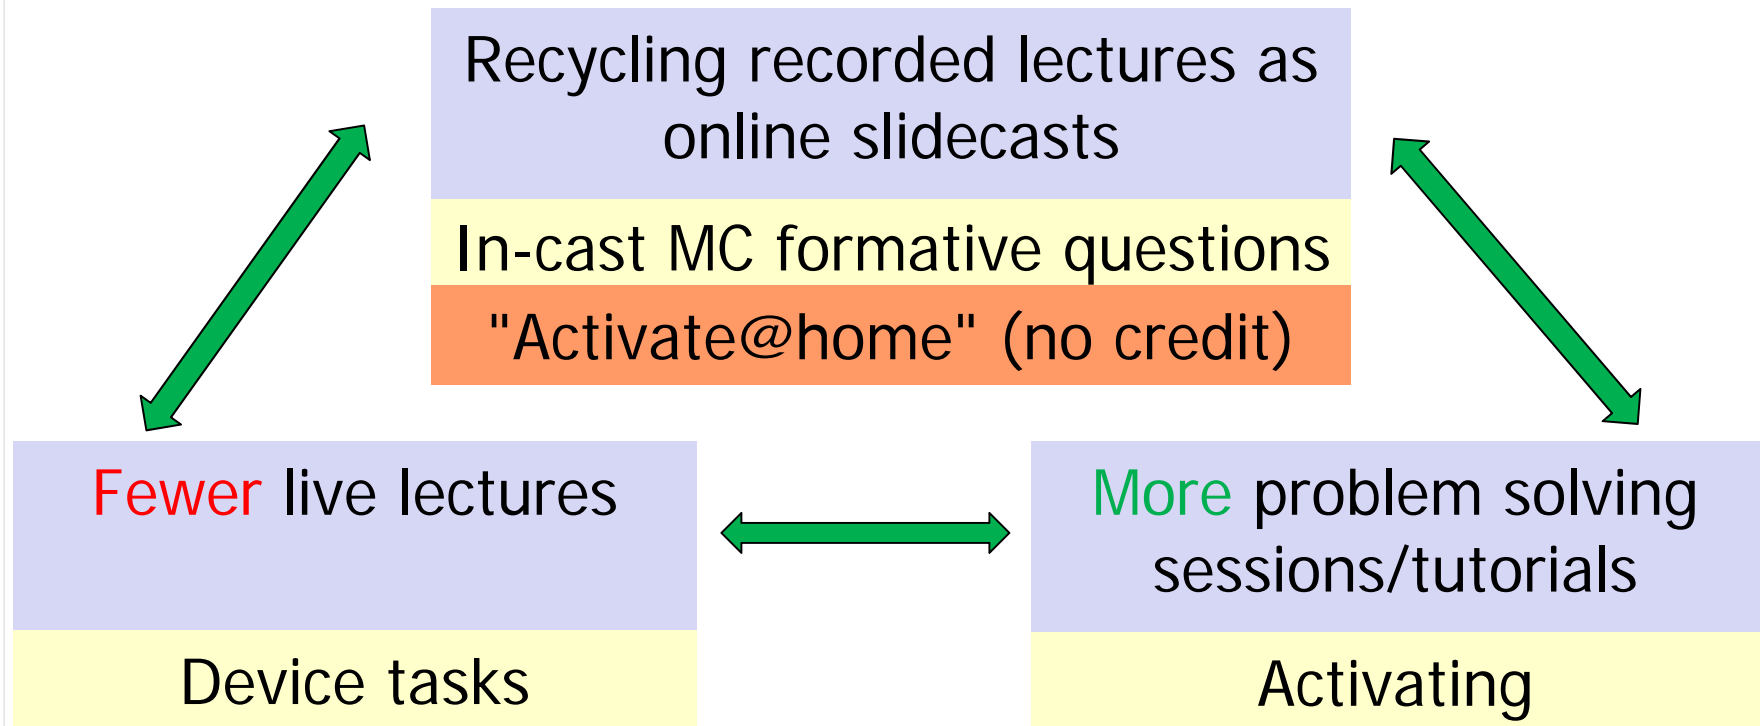 Recycling recorded lectures as
online slidecasts
In-cast MC formative questions
"Activate@home" (no credit)
Fewer live lectures
Device tasks
More problem solving
sessions/tutorials
Activating